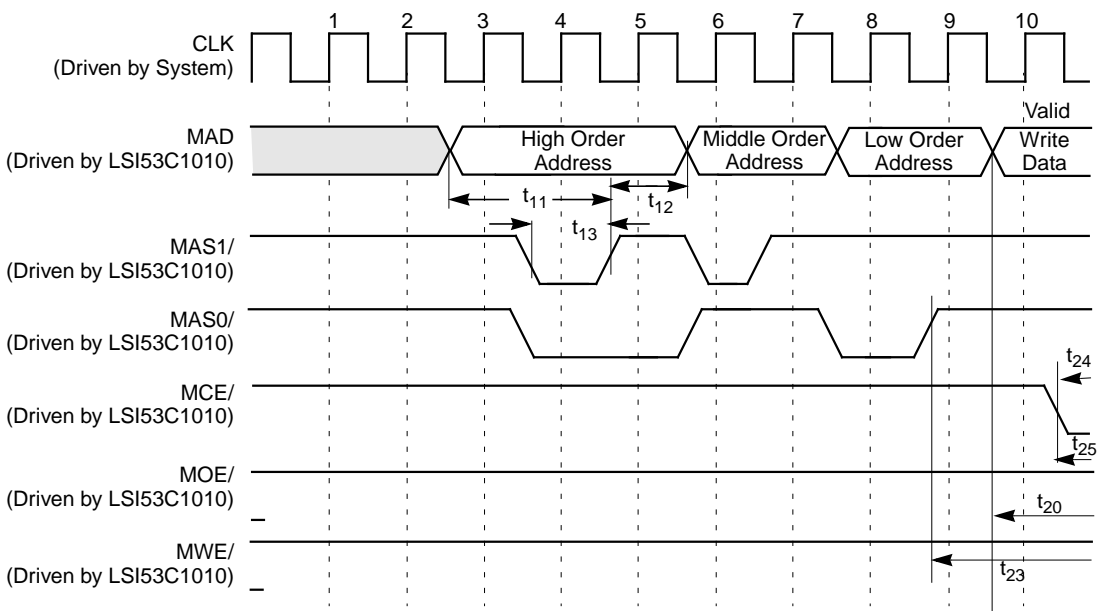 1 2 3 4 5 6 7 8 9 10
CLK
(Driven by System)
Valid
MAD
(Driven by LSI53C1010)
High Order
Address
Middle Order
Address
Low Order
Address
Write
Data
t11
t12
t13
MAS1/
(Driven by LSI53C1010)
MAS0/
(Driven by LSI53C1010)
t24
MCE/
(Driven by LSI53C1010)
t25
MOE/
(Driven by LSI53C1010)
t20
MWE/
(Driven by LSI53C1010)
t23